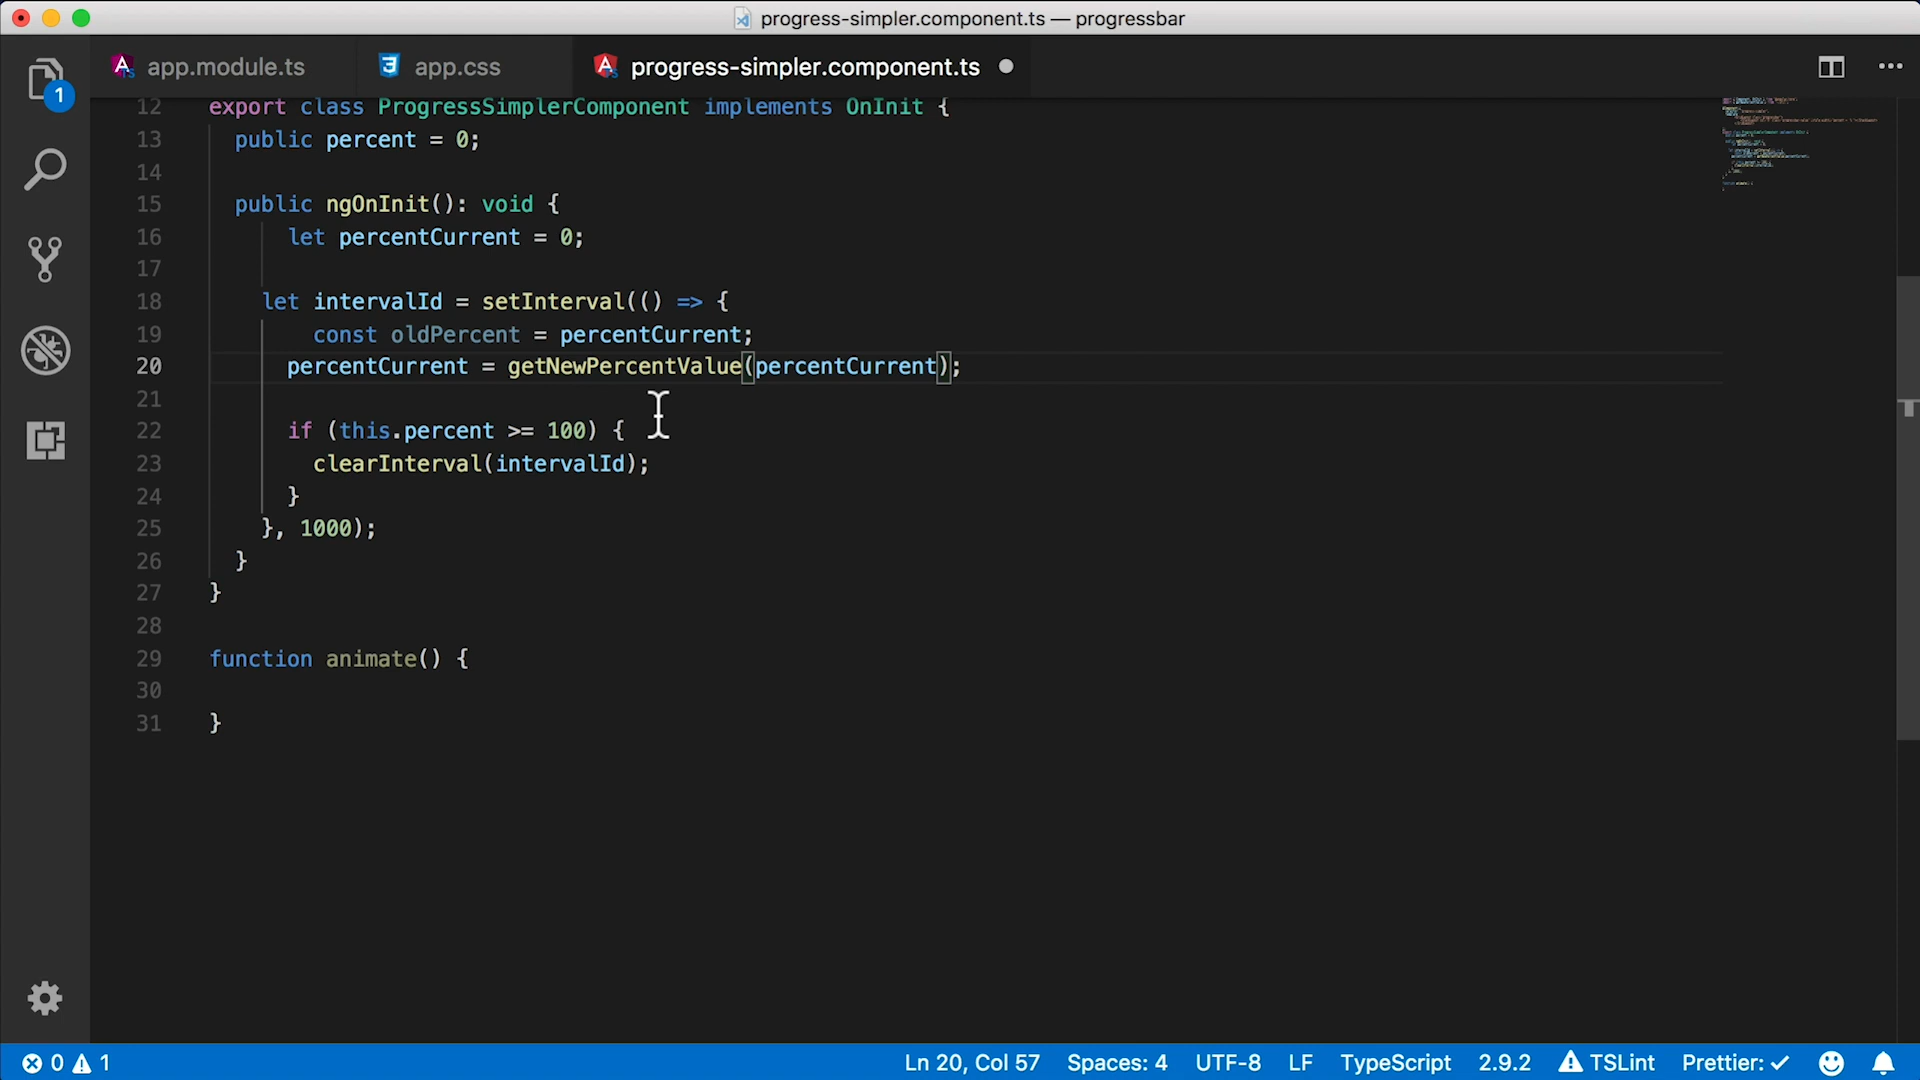 progress-simpler.component.ts — progressbar
app.module.ts
app.css
progress-simpler.component.ts
1
12 export class ProgressSimplerComponent implements OnInit {
13 public percent = 0;
14
15 public ngOnInit(): void {
16 let percentCurrent = 0;
17
18 let intervalId = setInterval(() => {
19 const oldPercent = percentCurrent;
20 percentCurrent = getNewPercentValue(percentCurrent);
21
22 if (this.percent >= 100) {
23 clearInterval(intervalId);
24 }
25 }, 1000);
26 }
27 }
28
29 function animate() {
30
31 }
0 1 Ln 20, Col 57 Spaces: 4 UTF-8 LF TypeScript 2.9.2 TSLint Prettier: ✓